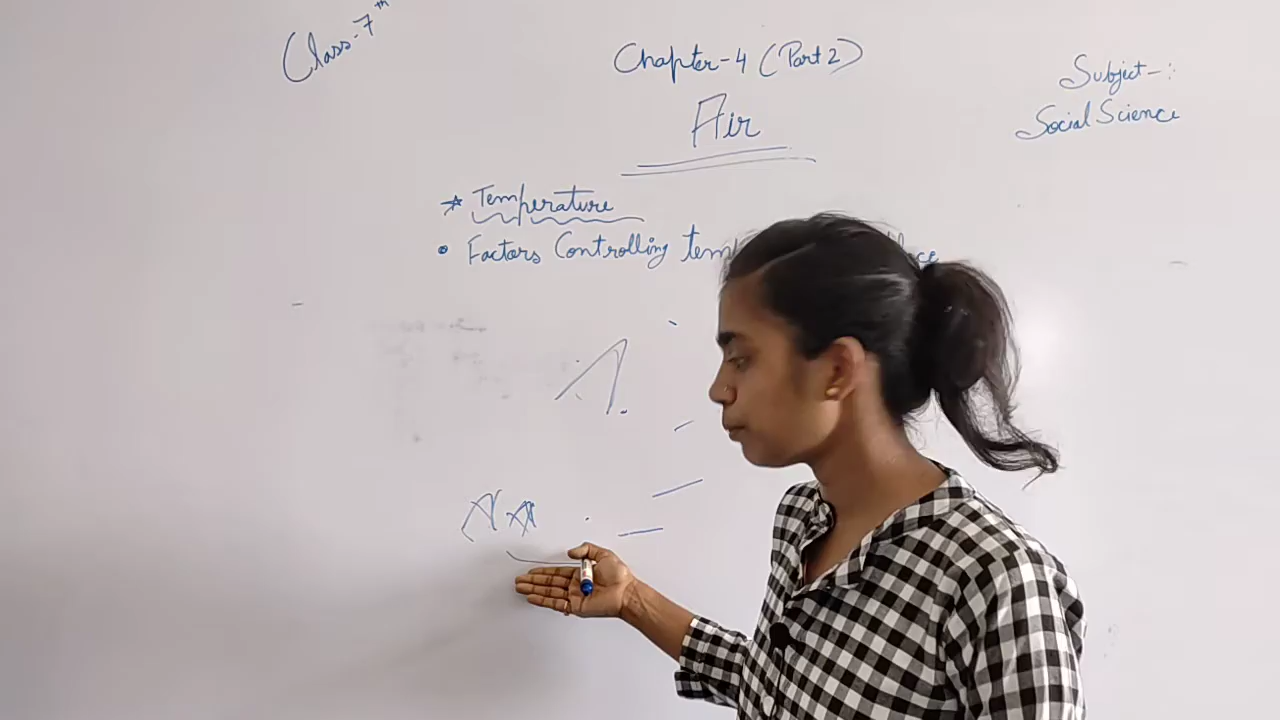 Class-7th
Chapter-4 (Part 2)
Subject-:
Social Science
Air
* Temperature
• Factors Controlling